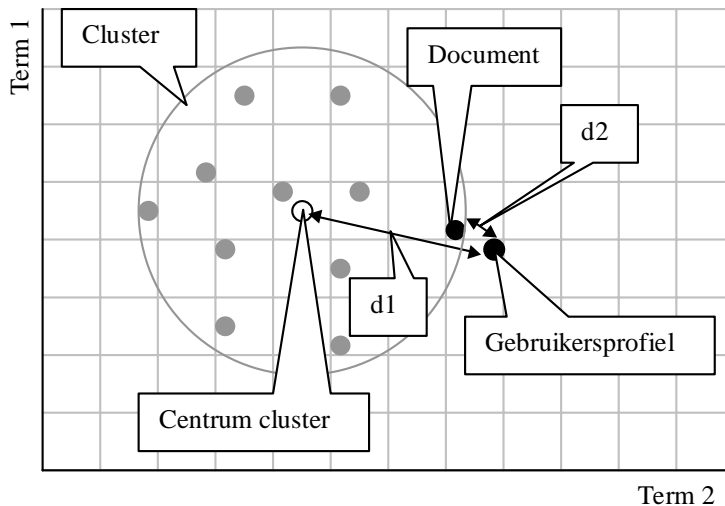 Term 1
Cluster
Document
d2
d1
Gebruikersprofiel
Centrum cluster
Term 2